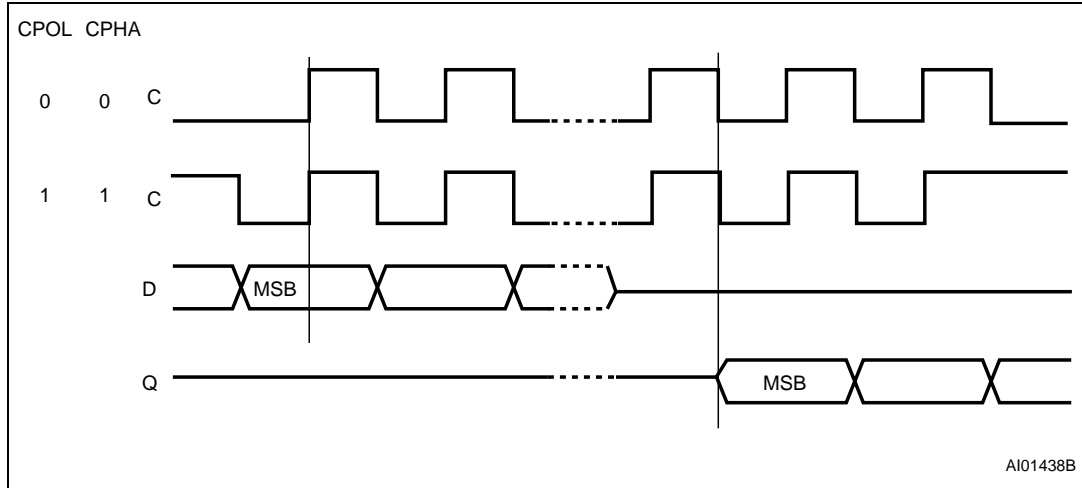 CPOL CPHA
0 0 C
1 1 C
D MSB
Q MSB
AI01438B